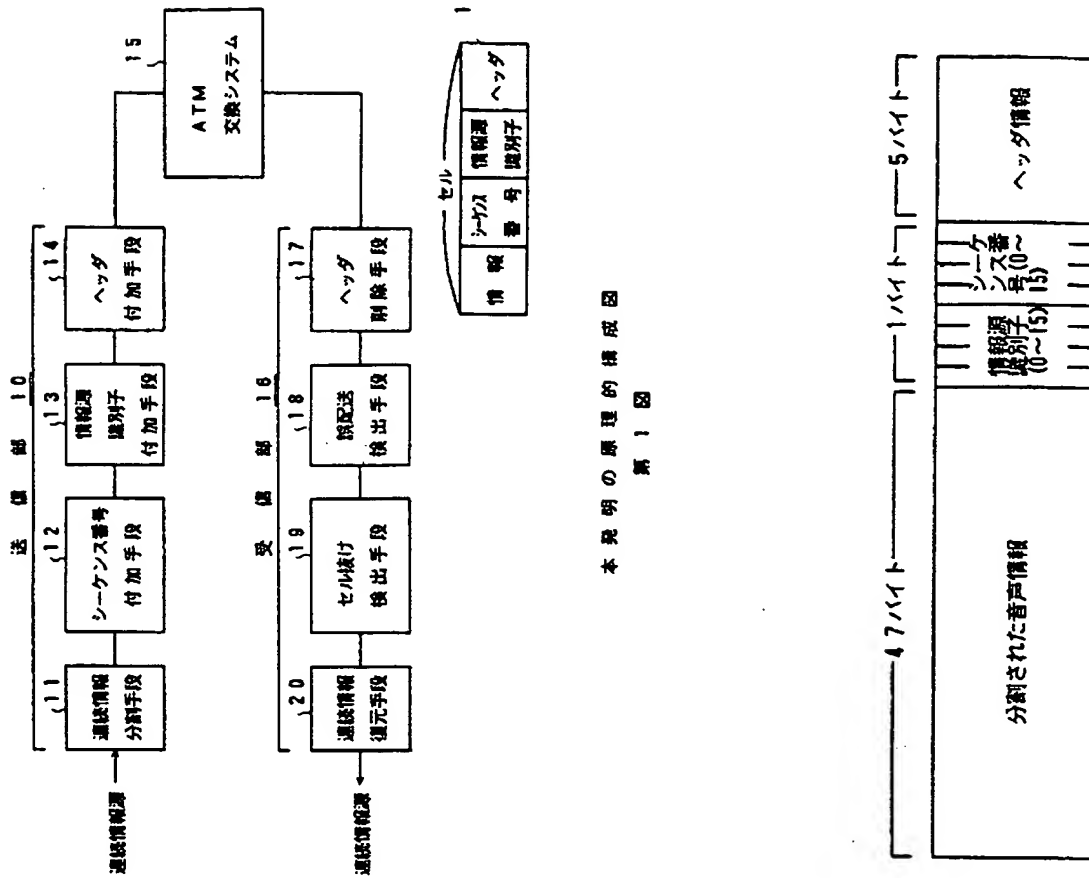 送信部 10
連続情報源
11
連続情報
分割手段
12
シーケンス番号
付加手段
13
情報源
識別子
付加手段
14
ヘッダ
付加手段
15
ATM
交換システム
受信部 16
17
ヘッダ
削除手段
18
誤配送
検出手段
19
セル抜け
検出手段
20
連続情報
復元手段
連続情報源
セル
1
情報
シーケンス
番号
情報源
識別子
ヘッダ
本発明の原理的構成図
第1図
47バイト
1バイト
5バイト
分割された音声情報
情報源
識別子
(0~15)
シーケ
ンス番
号(0~
15)
ヘッダ情報